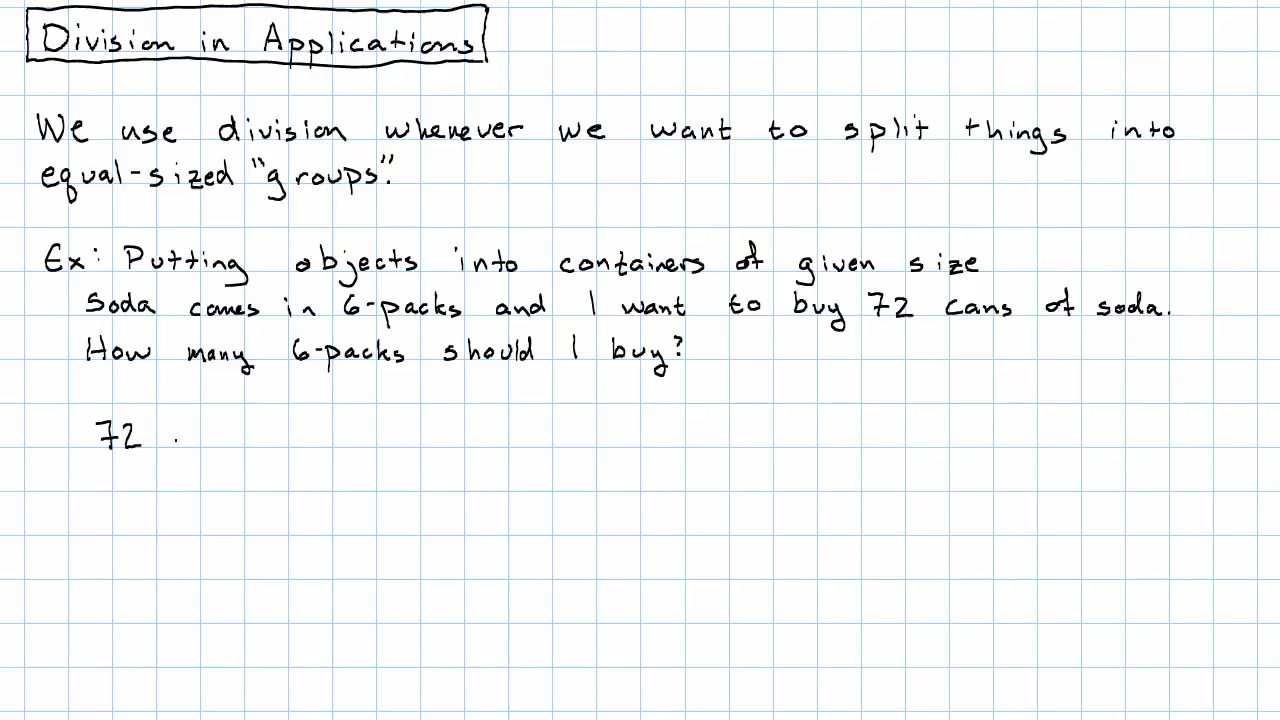 Division in Applications
We use division whenever we want to split things into
equal-sized "groups".
Ex: Putting objects into containers of given size
Soda comes in 6-packs and I want to buy 72 cans of soda.
How many 6-packs should I buy?
72 .